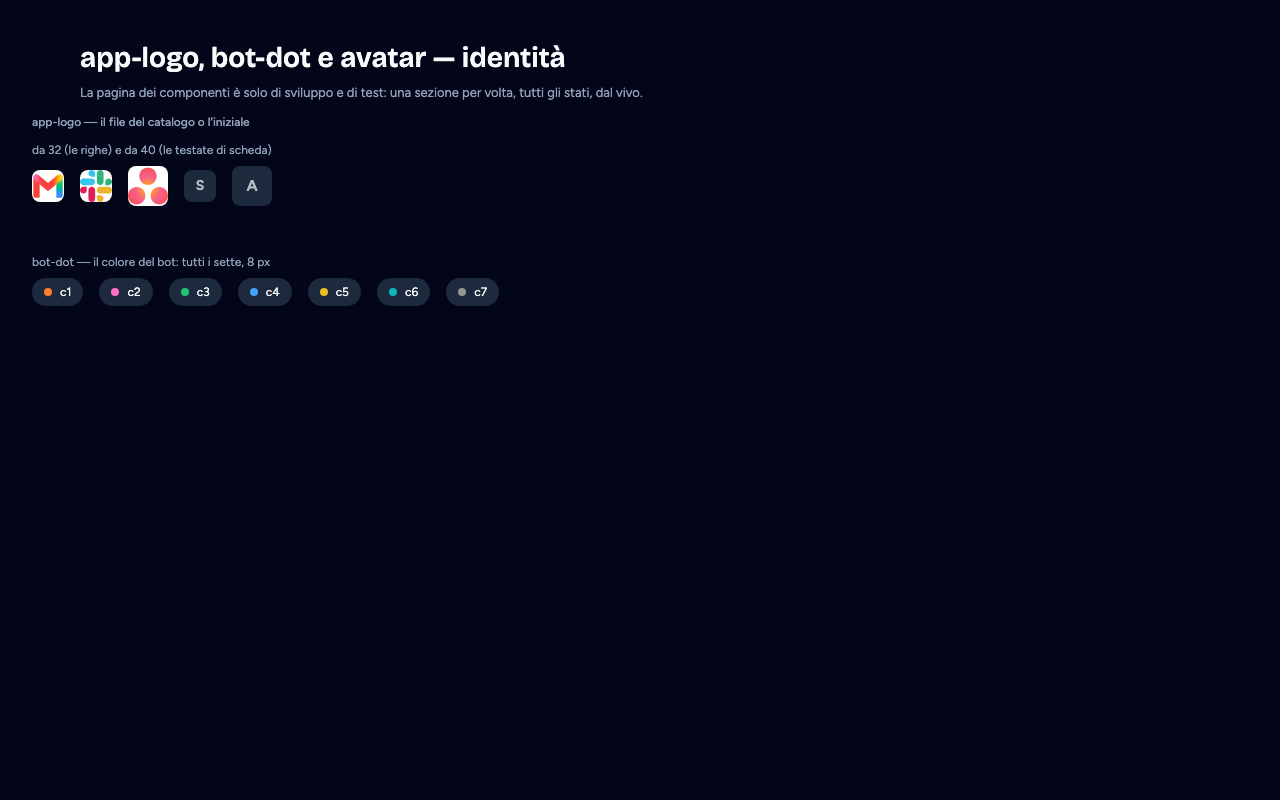 app-logo, bot-dot e avatar — identità
La pagina dei componenti è solo di sviluppo e di test: una sezione per volta, tutti gli stati, dal vivo.
app-logo — il file del catalogo o l'iniziale
da 32 (le righe) e da 40 (le testate di scheda)
S A
bot-dot — il colore del bot: tutti i sette, 8 px
c1 c2 c3 c4 c5 c6 c7